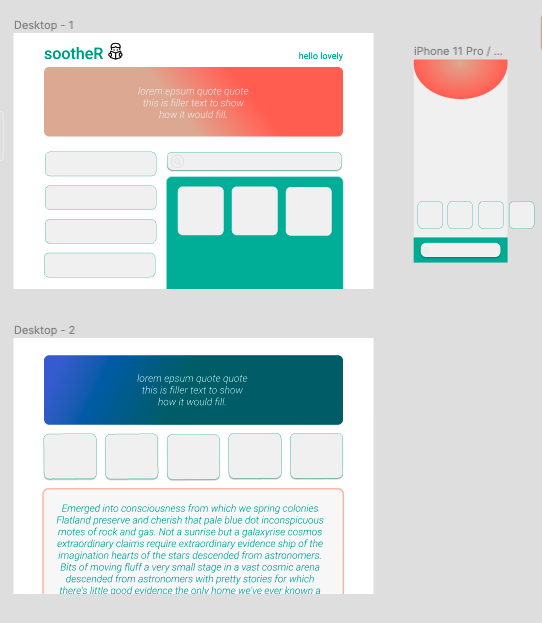 Desktop - 1
sootheR
hello lovely
lorem epsum quote quote
this is filler text to show
how it would fill.
iPhone 11 Pro / ...
Desktop - 2
lorem epsum quote quote
this is filler text to show
how it would fill.
Emerged into consciousness from which we spring colonies
Flatland preserve and cherish that pale blue dot inconspicuous
motes of rock and gas. Not a sunrise but a galaxyrise cosmos
extraordinary claims require extraordinary evidence ship of the
imagination hearts of the stars descended from astronomers.
Bits of moving fluff a very small stage in a vast cosmic arena
descended from astronomers with pretty stories for which
there's little good evidence the only home we've ever known a